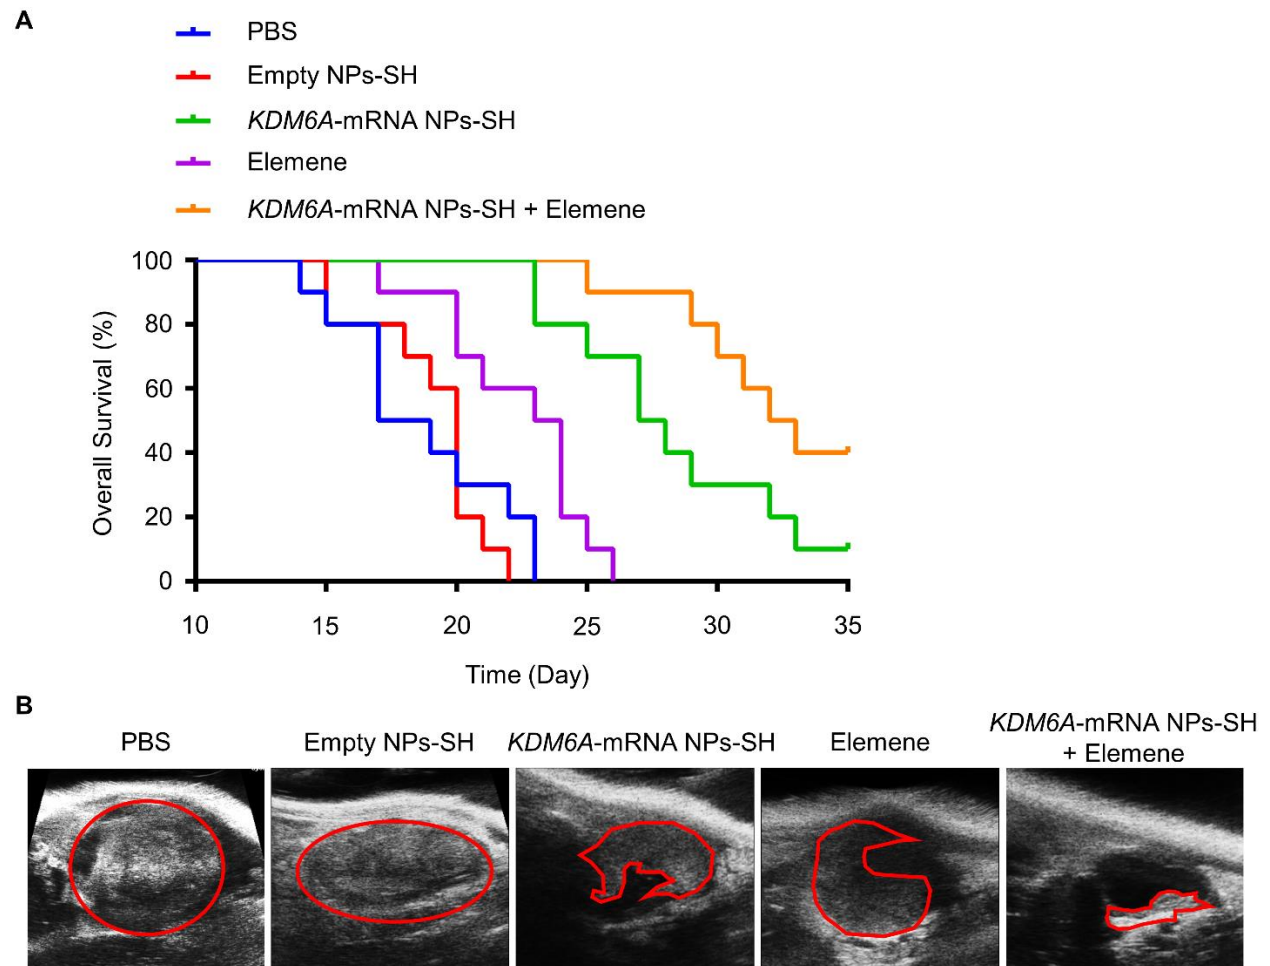 A
PBS
Empty NPs-SH
KDM6A-mRNA NPs-SH
Elemene
KDM6A-mRNA NPs-SH + Elemene
Overall Survival (%)
100
80
60
40
20
0
10 15 20 25 30 35
Time (Day)
B
PBS
Empty NPs-SH
KDM6A-mRNA NPs-SH
Elemene
KDM6A-mRNA NPs-SH
+ Elemene